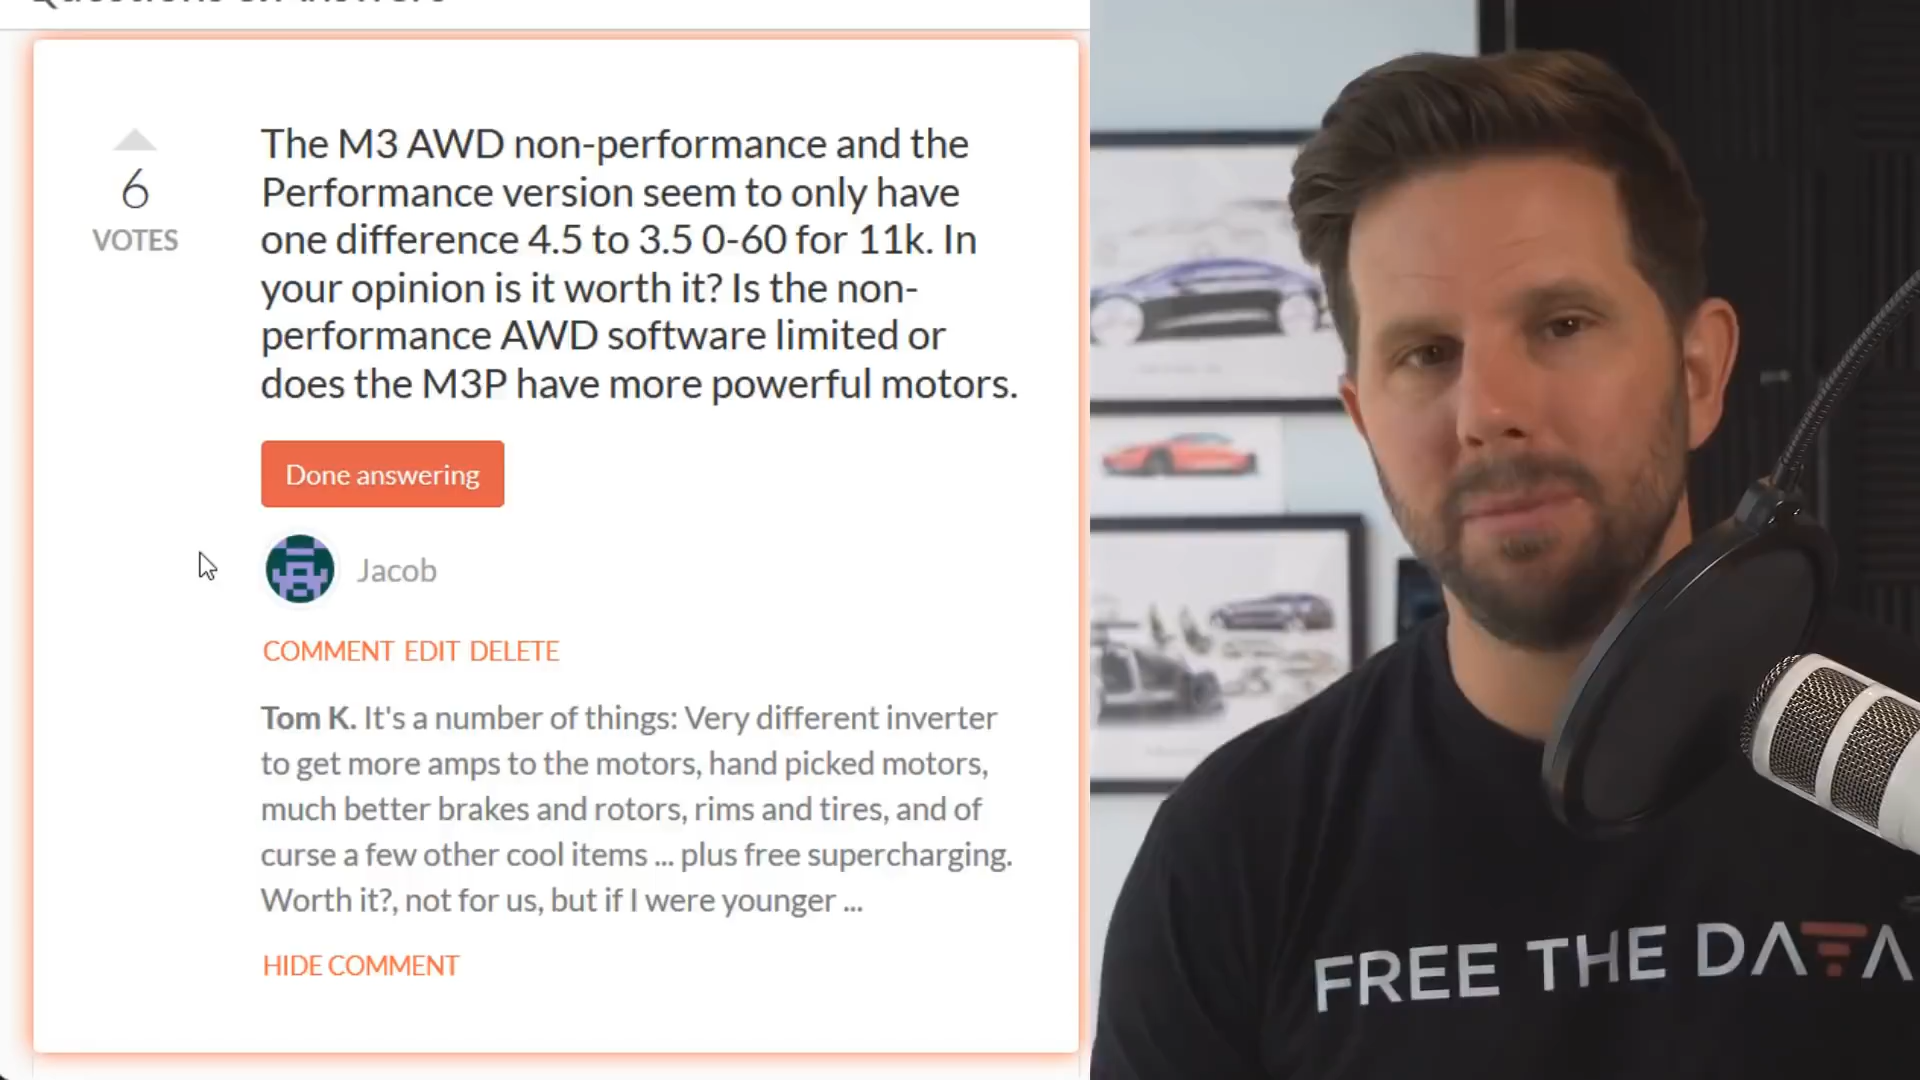 The M3 AWD non-performance and the
Performance version seem to only have
one difference 4.5 to 3.5 0-60 for 11k. In
your opinion is it worth it? Is the non-
performance AWD software limited or
does the M3P have more powerful motors.
6
VOTES
Done answering
Jacob
COMMENT EDIT DELETE
Tom K. It's a number of things: Very different inverter
to get more amps to the motors, hand picked motors,
much better brakes and rotors, rims and tires, and of
curse a few other cool items ... plus free supercharging.
Worth it?, not for us, but if I were younger ...
HIDE COMMENT
FREE THE DATA